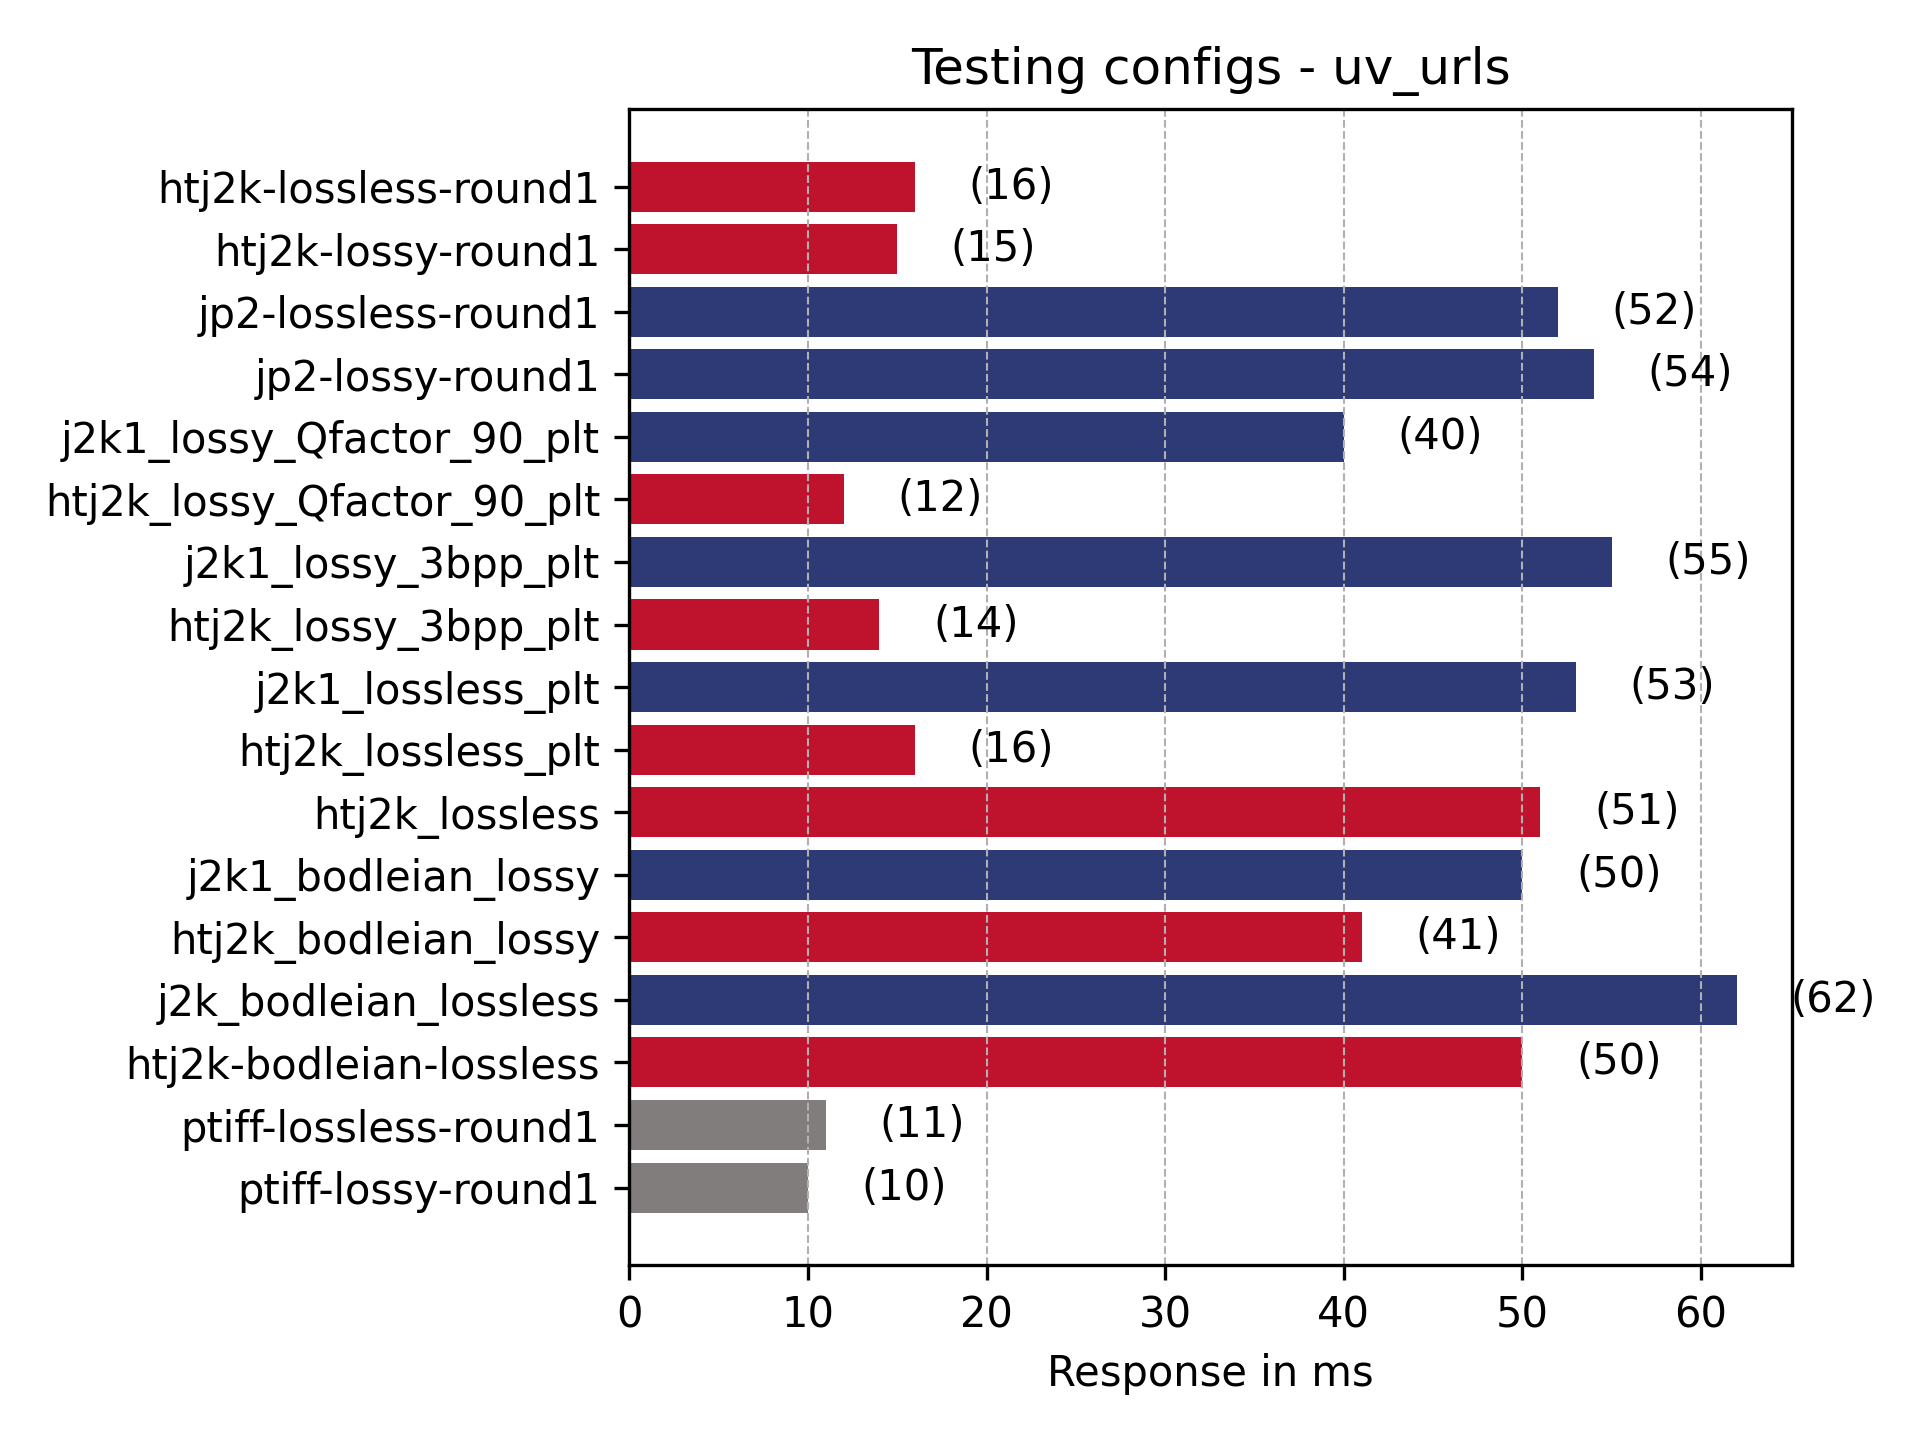 Testing configs - uv_urls
htj2k-lossless-round1 (16)
htj2k-lossy-round1 (15)
jp2-lossless-round1 (52)
jp2-lossy-round1 (54)
j2k1_lossy_Qfactor_90_plt (40)
htj2k_lossy_Qfactor_90_plt (12)
j2k1_lossy_3bpp_plt (55)
htj2k_lossy_3bpp_plt (14)
j2k1_lossless_plt (53)
htj2k_lossless_plt (16)
htj2k_lossless (51)
j2k1_bodleian_lossy (50)
htj2k_bodleian_lossy (41)
j2k_bodleian_lossless (62)
htj2k-bodleian-lossless (50)
ptiff-lossless-round1 (11)
ptiff-lossy-round1 (10)
0 10 20 30 40 50 60
Response in ms